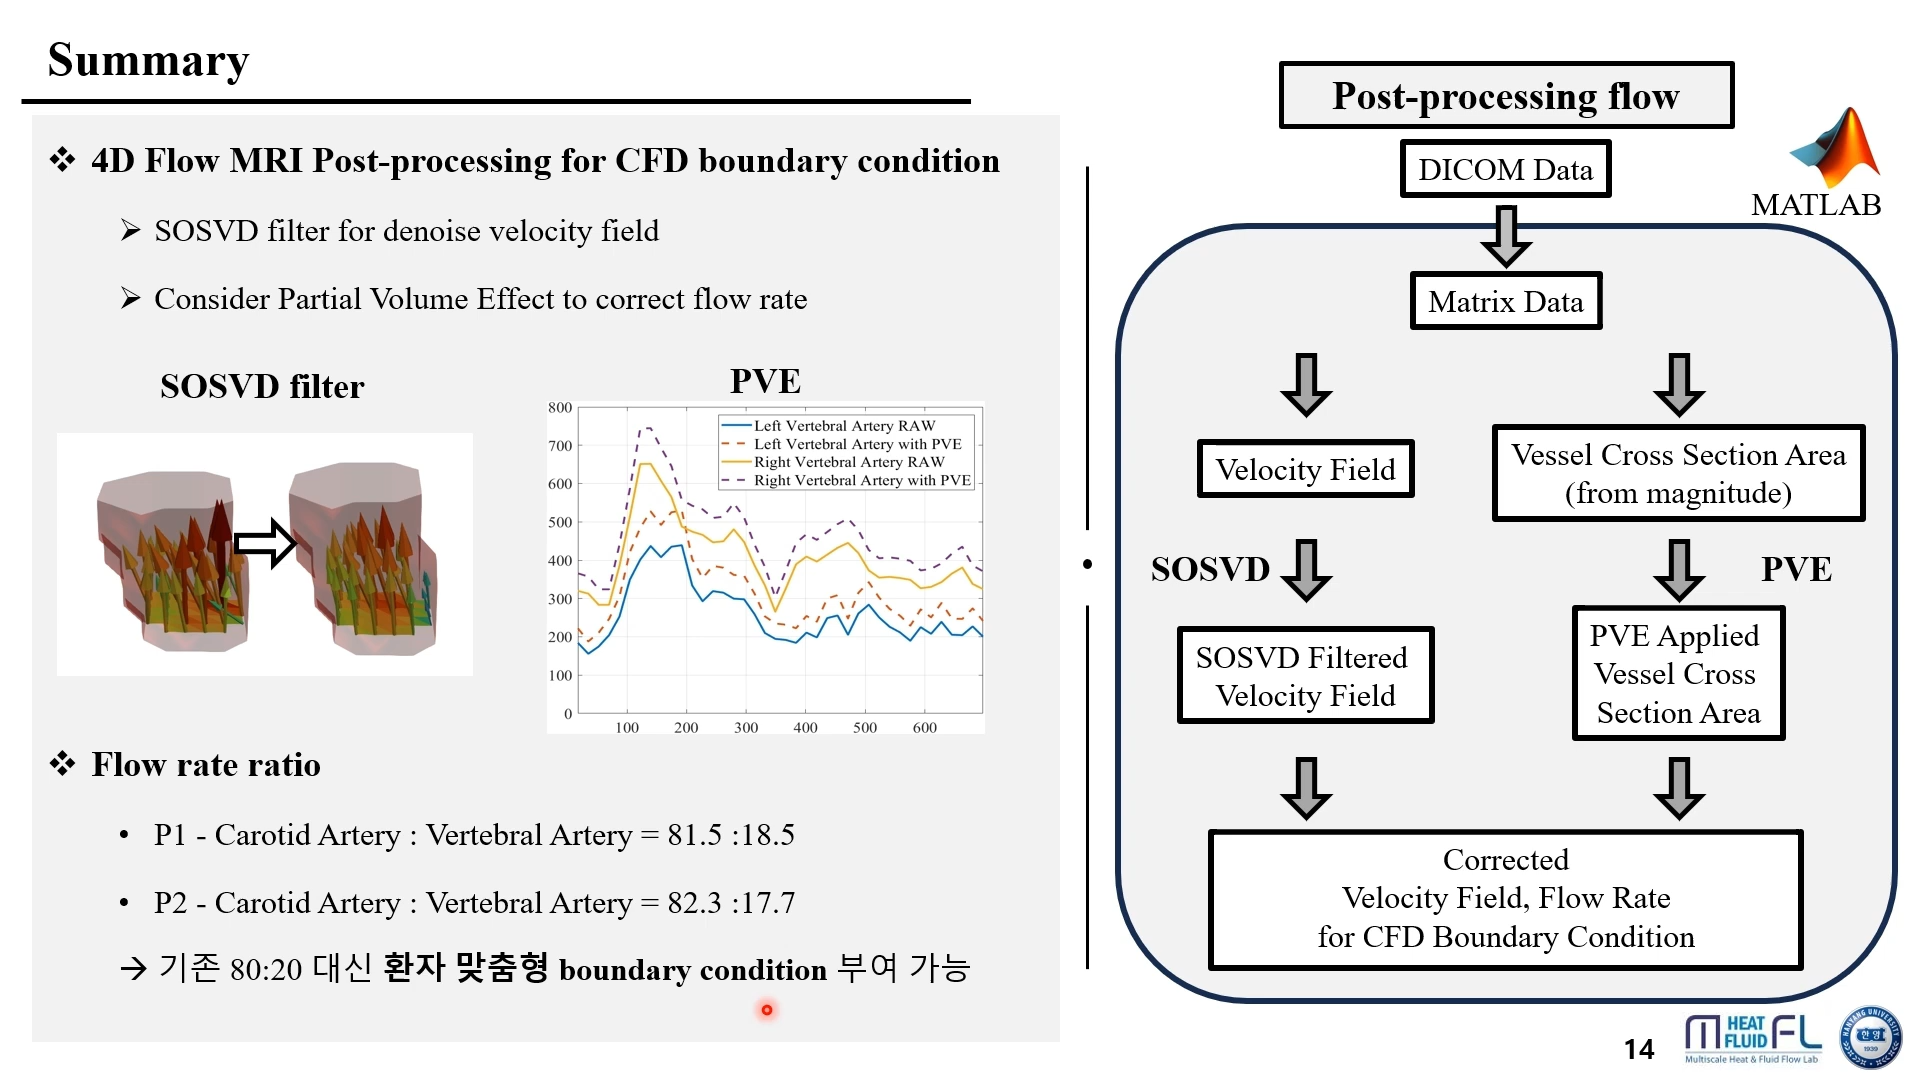 Summary
❖ 4D Flow MRI Post-processing for CFD boundary condition
➢ SOSVD filter for denoise velocity field
➢ Consider Partial Volume Effect to correct flow rate
SOSVD filter
PVE
800
700
600
500
400
300
200
100
0
100 200 300 400 500 600
Left Vertebral Artery RAW
Left Vertebral Artery with PVE
Right Vertebral Artery RAW
Right Vertebral Artery with PVE
❖ Flow rate ratio
• P1 - Carotid Artery : Vertebral Artery = 81.5 :18.5
• P2 - Carotid Artery : Vertebral Artery = 82.3 :17.7
→ 기존 80:20 대신 환자 맞춤형 boundary condition 부여 가능
Post-processing flow
DICOM Data
MATLAB
Matrix Data
Velocity Field
Vessel Cross Section Area
(from magnitude)
SOSVD
PVE
SOSVD Filtered
Velocity Field
PVE Applied
Vessel Cross
Section Area
Corrected
Velocity Field, Flow Rate
for CFD Boundary Condition
14
M HEAT FLUID FL
Multiscale Heat & Fluid Flow Lab
HANYANG UNIVERSITY
한양
1939